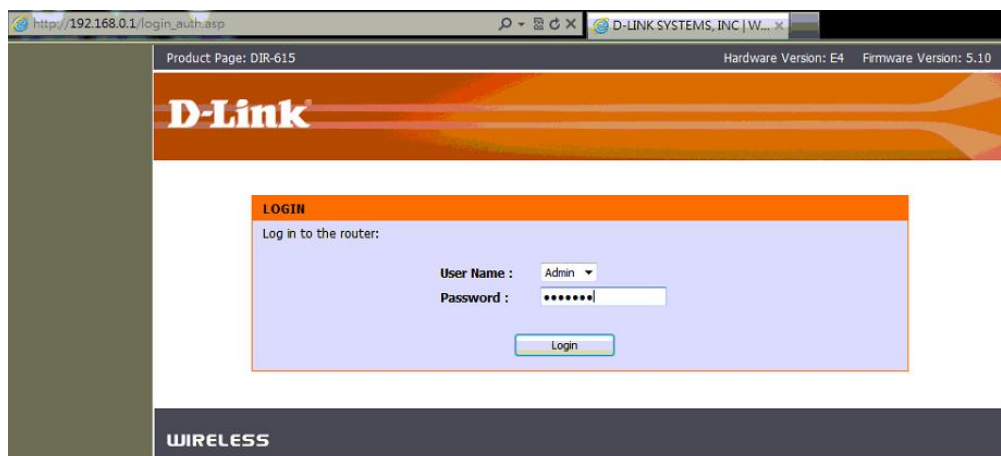 http://192.168.0.1/login_auth.asp
D-LINK SYSTEMS, INC | W...
Product Page: DIR-615
Hardware Version: E4 Firmware Version: 5.10
D-Link
LOGIN
Log in to the router:
User Name : Admin
Password : •••••••
Login
WIRELESS